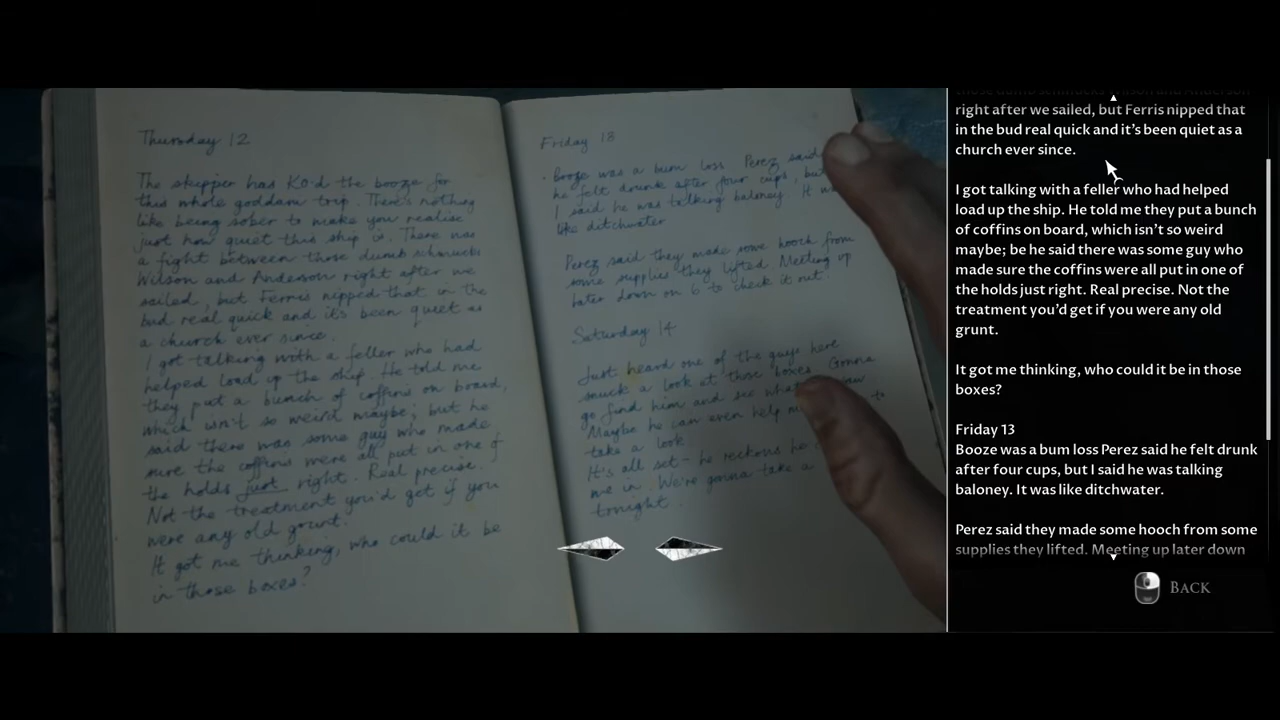 Thursday 12
The skipper has KO'd the booze for
this whole goddam trip. There's nothing
like being sober to make you realise
just how quiet this ship is. There was
a fight between those dumb schmucks
Wilson and Anderson right after we
sailed, but Ferris nipped that in the
bud real quick and it's been quiet as
a church ever since.
I got talking with a feller who had
helped load up the ship. He told me
they put a bunch of coffins on board,
which isn't so weird maybe; but he
said there was some guy who made
sure the coffins were all put in one of
the holds just right. Real precise.
Not the treatment you'd get if you
were any old grunt.
It got me thinking, who could it be
in those boxes?
Friday 13
Booze was a bum loss Perez said
he felt drunk after four cups, but
I said he was talking baloney. It
like ditchwater
Perez said they made some hooch from
some supplies they lifted Meeting up
later down on 6 to check it out.
Saturday 14
Just heard one of the guys here
snuck a look at those boxes Gonna
go find him and see what
Maybe he can even help to
take a look
It's all set- he reckons he
me in. We're gonna take a
tonight.
right after we sailed, but Ferris nipped that
in the bud real quick and it's been quiet as a
church ever since.
I got talking with a feller who had helped
load up the ship. He told me they put a bunch
of coffins on board, which isn't so weird
maybe; be he said there was some guy who
made sure the coffins were all put in one of
the holds just right. Real precise. Not the
treatment you'd get if you were any old
grunt.
It got me thinking, who could it be in those
boxes?
Friday 13
Booze was a bum loss Perez said he felt drunk
after four cups, but I said he was talking
baloney. It was like ditchwater.
Perez said they made some hooch from some
supplies they lifted. Meeting up later down
BACK